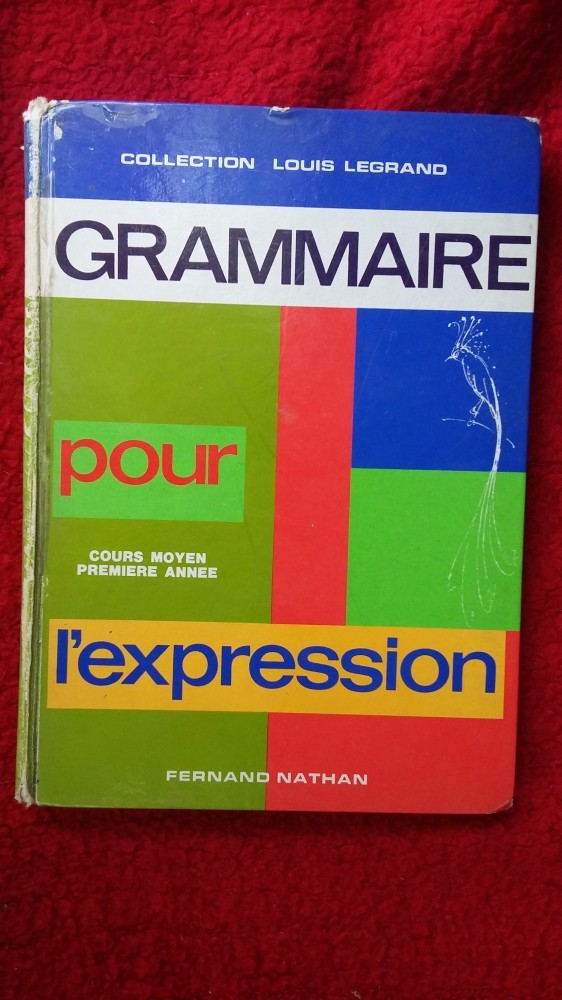 COLLECTION LOUIS LEGRAND
GRAMMAIRE
pour
COURS MOYEN
PREMIERE ANNEE
l'expression
FERNAND NATHAN